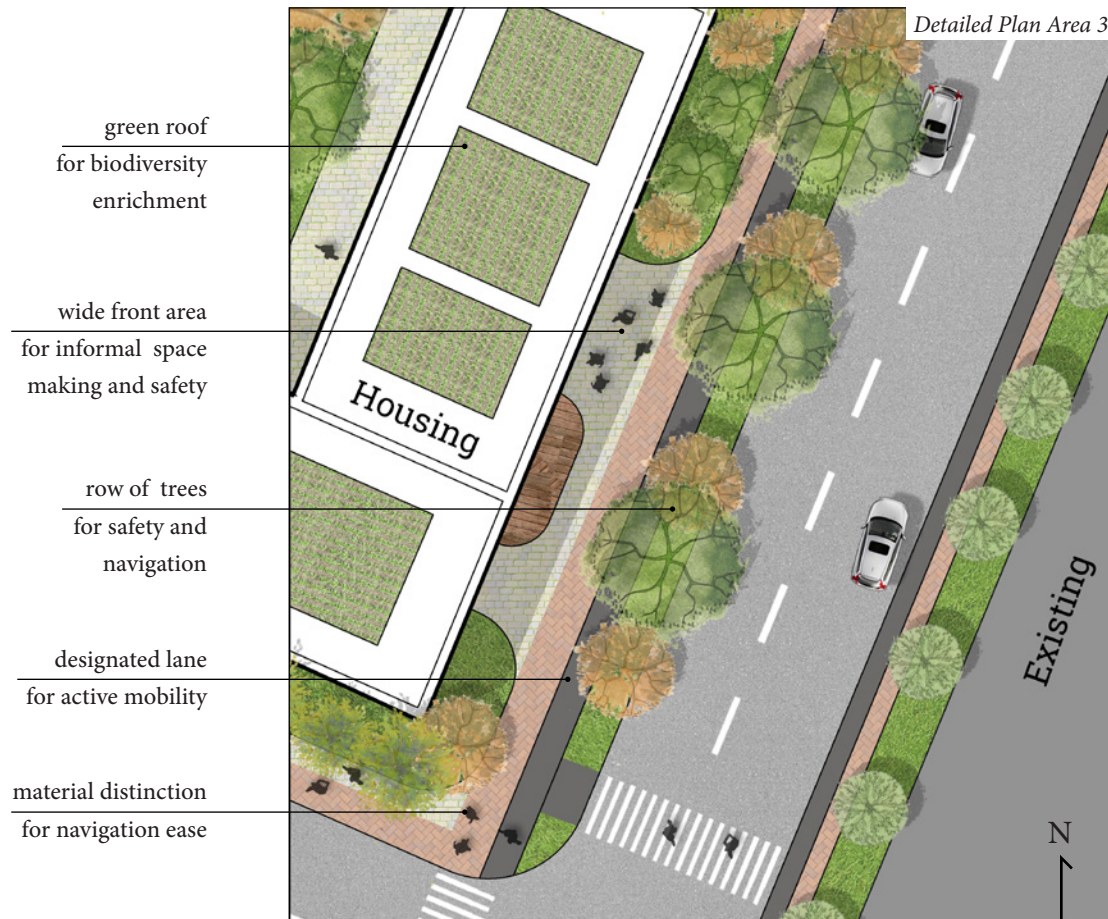 Detailed Plan Area 3
green roof
for biodiversity
enrichment
wide front area
for informal space
making and safety
Housing
row of trees
for safety and
navigation
Existing
designated lane
for active mobility
material distinction
for navigation ease
N